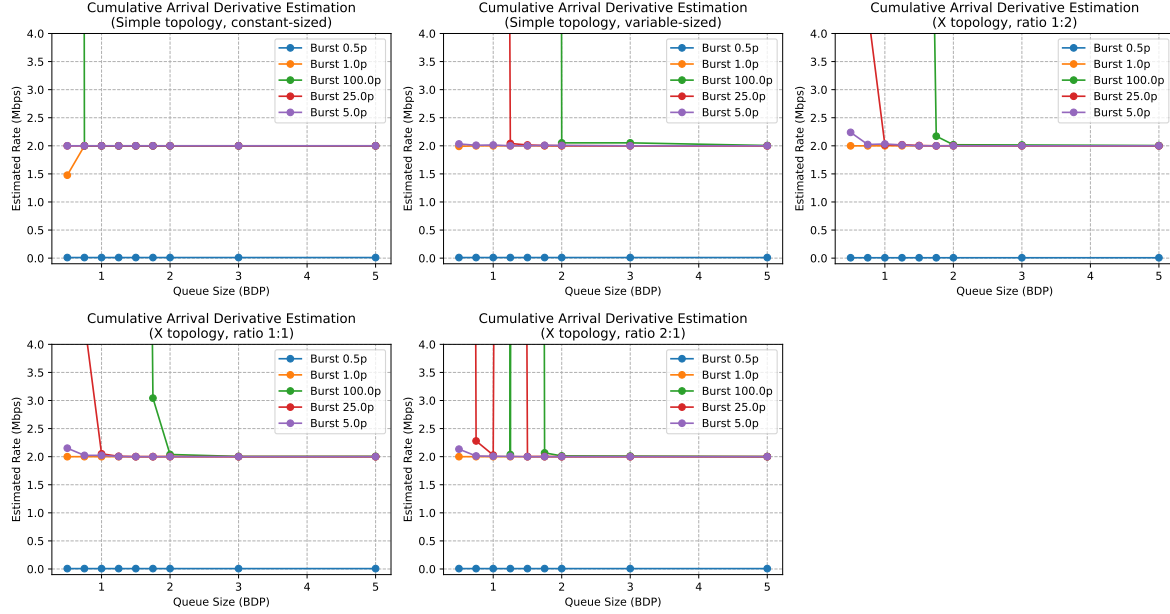 Cumulative Arrival Derivative Estimation
(Simple topology, constant-sized)
4.0
3.5
3.0
2.5
2.0
1.5
1.0
0.5
0.0
Estimated Rate (Mbps)
Burst 0.5p
Burst 1.0p
Burst 100.0p
Burst 25.0p
Burst 5.0p
1 2 3 4 5
Queue Size (BDP)
Cumulative Arrival Derivative Estimation
(Simple topology, variable-sized)
4.0
3.5
3.0
2.5
2.0
1.5
1.0
0.5
0.0
Estimated Rate (Mbps)
Burst 0.5p
Burst 1.0p
Burst 100.0p
Burst 25.0p
Burst 5.0p
1 2 3 4 5
Queue Size (BDP)
Cumulative Arrival Derivative Estimation
(X topology, ratio 1:2)
4.0
3.5
3.0
2.5
2.0
1.5
1.0
0.5
0.0
Estimated Rate (Mbps)
Burst 0.5p
Burst 1.0p
Burst 100.0p
Burst 25.0p
Burst 5.0p
1 2 3 4 5
Queue Size (BDP)
Cumulative Arrival Derivative Estimation
(X topology, ratio 1:1)
4.0
3.5
3.0
2.5
2.0
1.5
1.0
0.5
0.0
Estimated Rate (Mbps)
Burst 0.5p
Burst 1.0p
Burst 100.0p
Burst 25.0p
Burst 5.0p
1 2 3 4 5
Queue Size (BDP)
Cumulative Arrival Derivative Estimation
(X topology, ratio 2:1)
4.0
3.5
3.0
2.5
2.0
1.5
1.0
0.5
0.0
Estimated Rate (Mbps)
Burst 0.5p
Burst 1.0p
Burst 100.0p
Burst 25.0p
Burst 5.0p
1 2 3 4 5
Queue Size (BDP)